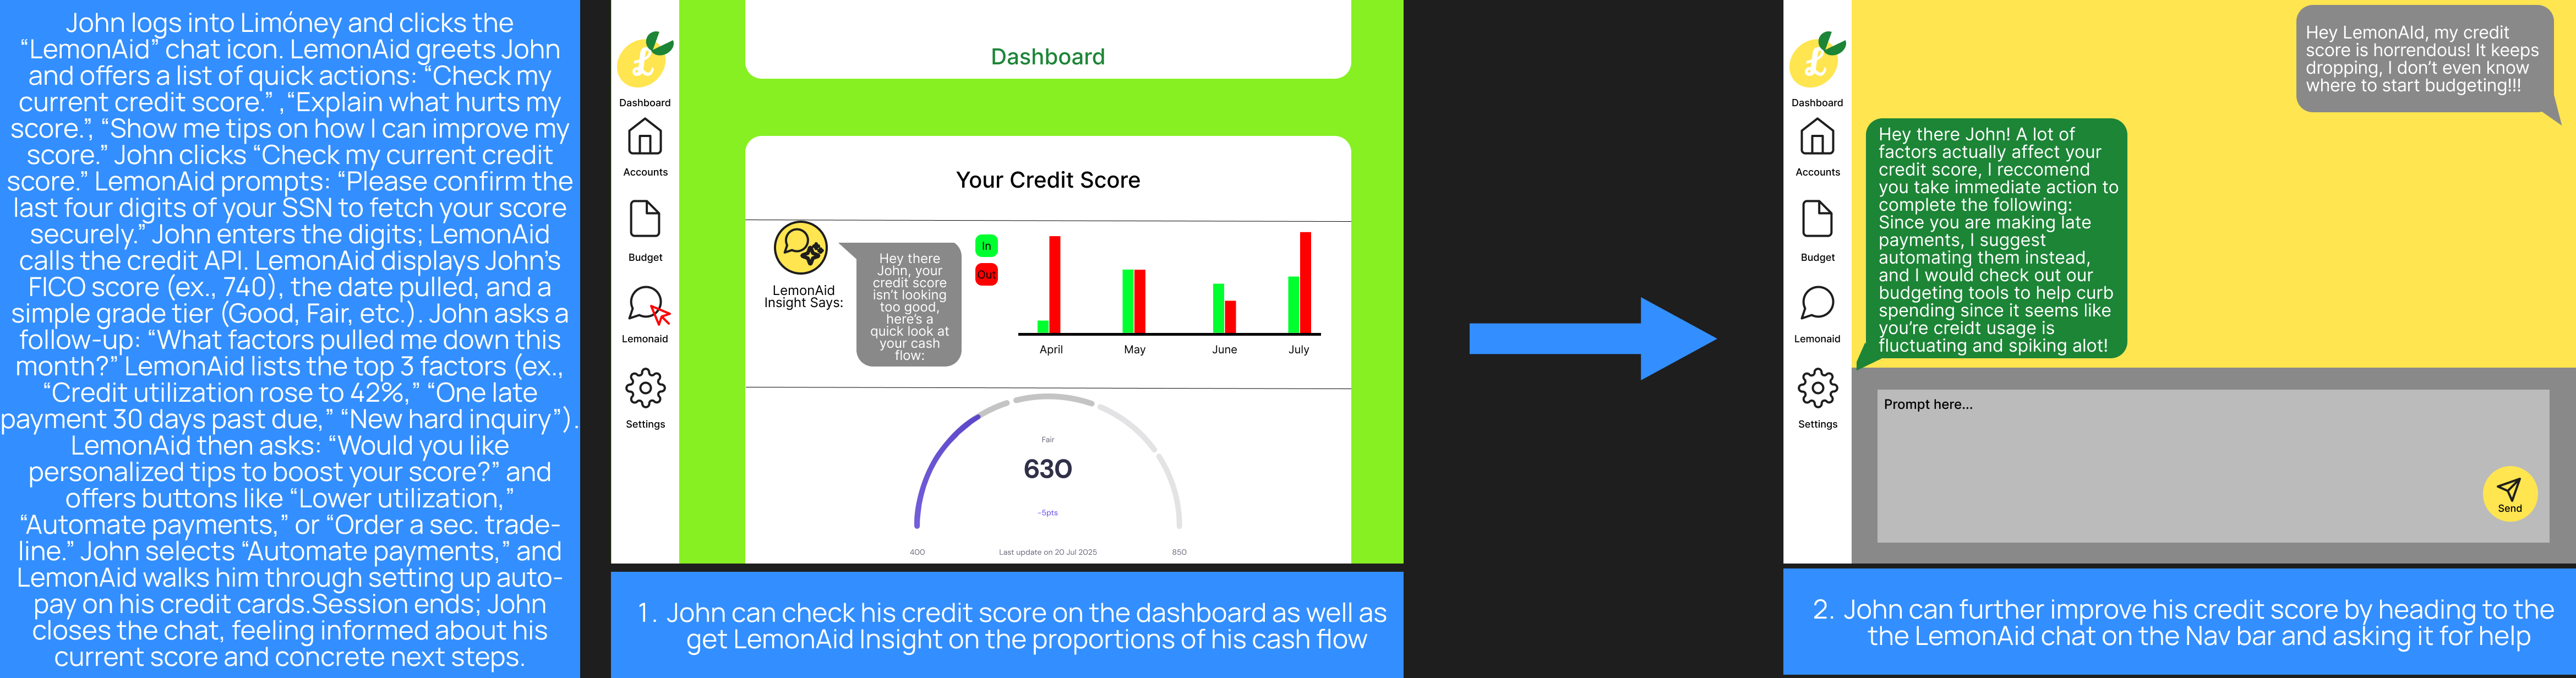 John logs into Limóney and clicks the
“LemonAid” chat icon. LemonAid greets John
and offers a list of quick actions: “Check my
current credit score.” ,“Explain what hurts my
score.”, “Show me tips on how I can improve my
score.” John clicks “Check my current credit
score.” LemonAid prompts: “Please confirm the
last four digits of your SSN to fetch your score
securely.” John enters the digits; LemonAid
calls the credit API. LemonAid displays John’s
FICO score (ex., 740), the date pulled, and a
simple grade tier (Good, Fair, etc.). John asks a
follow-up: “What factors pulled me down this
month?” LemonAid lists the top 3 factors (ex.,
“Credit utilization rose to 42%,” “One late
payment 30 days past due,” “New hard inquiry”).
LemonAid then asks: “Would you like
personalized tips to boost your score?” and
offers buttons like “Lower utilization,”
“Automate payments,” or “Order a sec. trade-
line.” John selects “Automate payments,” and
LemonAid walks him through setting up auto-
pay on his credit cards.Session ends; John
closes the chat, feeling informed about his
current score and concrete next steps.
Ł
Dashboard
Accounts
Budget
Lemonaid
Settings
Dashboard
Your Credit Score
LemonAid
Insight Says:
Hey there
John, your
credit score
isn’t looking
too good,
here’s a
quick look at
your cash
flow:
In
Out
April
May
June
July
Fair
630
-5pts
400
Last update on 20 Jul 2025
850
1. John can check his credit score on the dashboard as well as
get LemonAid Insight on the proportions of his cash flow
Ł
Dashboard
Accounts
Budget
Lemonaid
Settings
Hey LemonAId, my credit
score is horrendous! It keeps
dropping, I don’t even know
where to start budgeting!!!
Hey there John! A lot of
factors actually affect your
credit score, I reccomend
you take immediate action to
complete the following:
Since you are making late
payments, I suggest
automating them instead,
and I would check out our
budgeting tools to help curb
spending since it seems like
you’re creidt usage is
fluctuating and spiking alot!
Prompt here...
Send
2. John can further improve his credit score by heading to the
the LemonAid chat on the Nav bar and asking it for help